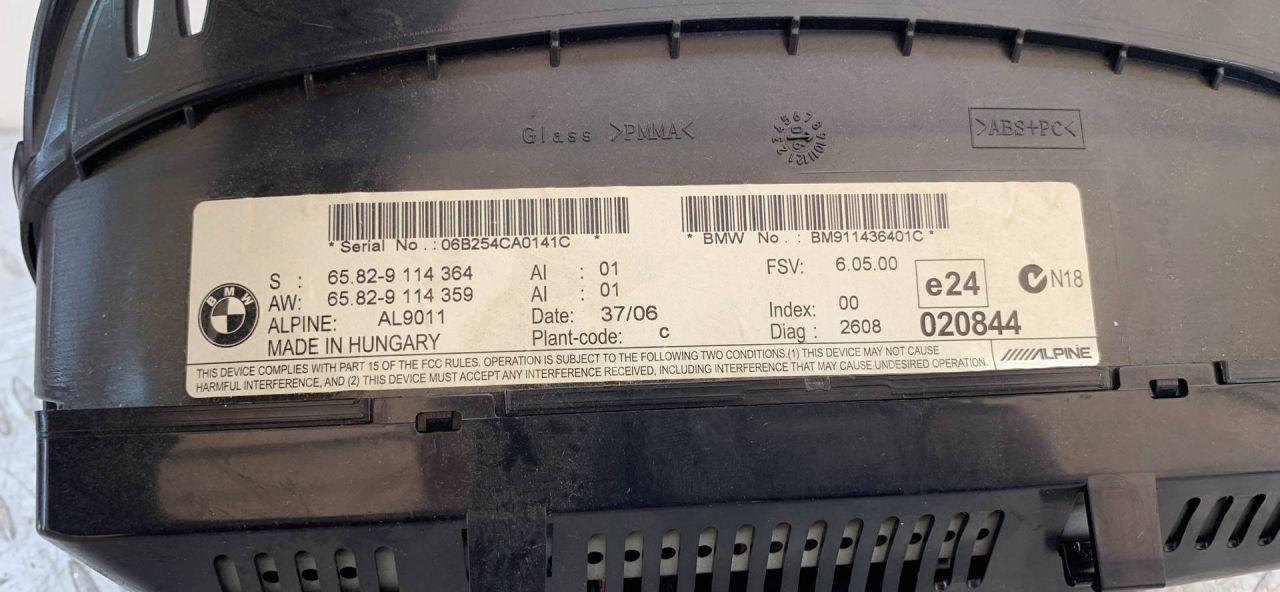 Glass >PMMA<
>ABS+PC<
* Serial No . : 06B254CA0141C *
* BMW No . : BM911436401C *
S : 65.82-9 114 364 AI : 01 FSV: 6.05.00
AW: 65.82-9 114 359 AI : 01
ALPINE: AL9011 Date: 37/06 Index: 00
MADE IN HUNGARY Plant-code: c Diag : 2608
e24
020844
N18
BMW
ALPINE
THIS DEVICE COMPLIES WITH PART 15 OF THE FCC RULES. OPERATION IS SUBJECT TO THE FOLLOWING TWO CONDITIONS.(1) THIS DEVICE MAY NOT CAUSE
HARMFUL INTERFERENCE, AND (2) THIS DEVICE MUST ACCEPT ANY INTERFERENCE RECEIVED, INCLUDING INTERFERENCE THAT MAY CAUSE UNDESIRED OPERATION.